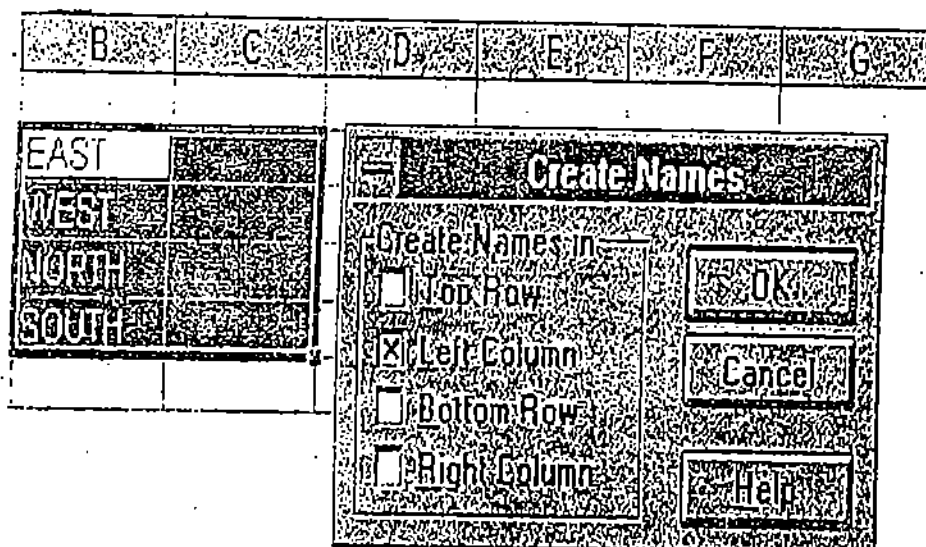 B C D E F G
EAST
WEST
NORTH
SOUTH
Create Names
Create Names in
Top Row
Left Column
Bottom Row
Right Column
OK
Cancel
Help